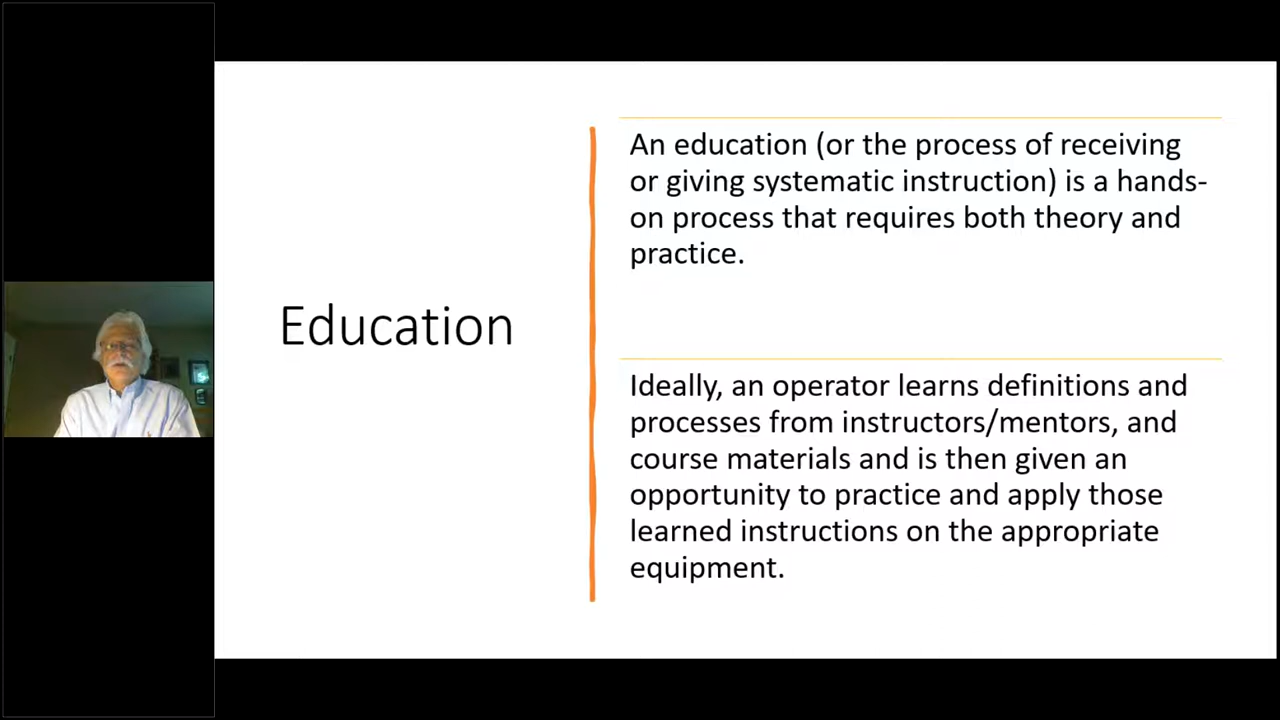 Education
An education (or the process of receiving
or giving systematic instruction) is a hands-
on process that requires both theory and
practice.
Ideally, an operator learns definitions and
processes from instructors/mentors, and
course materials and is then given an
opportunity to practice and apply those
learned instructions on the appropriate
equipment.